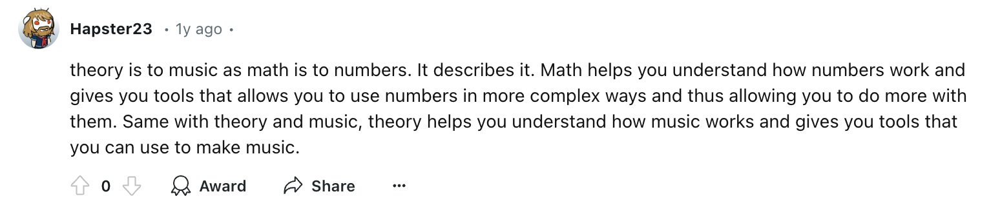 Hapster23 • 1y ago •
theory is to music as math is to numbers. It describes it. Math helps you understand how numbers work and
gives you tools that allows you to use numbers in more complex ways and thus allowing you to do more with
them. Same with theory and music, theory helps you understand how music works and gives you tools that
you can use to make music.
0 Award Share ...